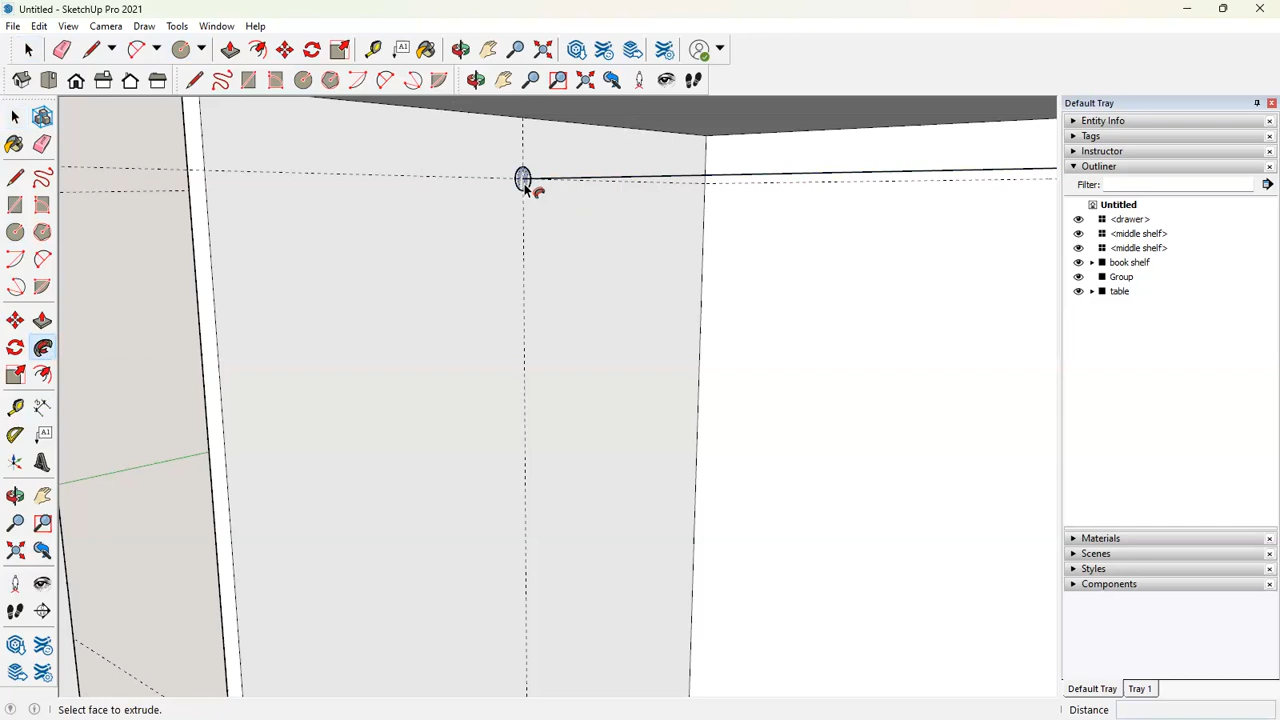 Untitled - SketchUp Pro 2021
File Edit View Camera Draw Tools Window Help
A1
Default Tray
Entity Info
Tags
Instructor
Outliner
Filter:
Untitled
<drawer>
<middle shelf>
<middle shelf>
book shelf
Group
table
A1
Materials
Scenes
Styles
Components
Default Tray Tray 1
Select face to extrude.
Distance